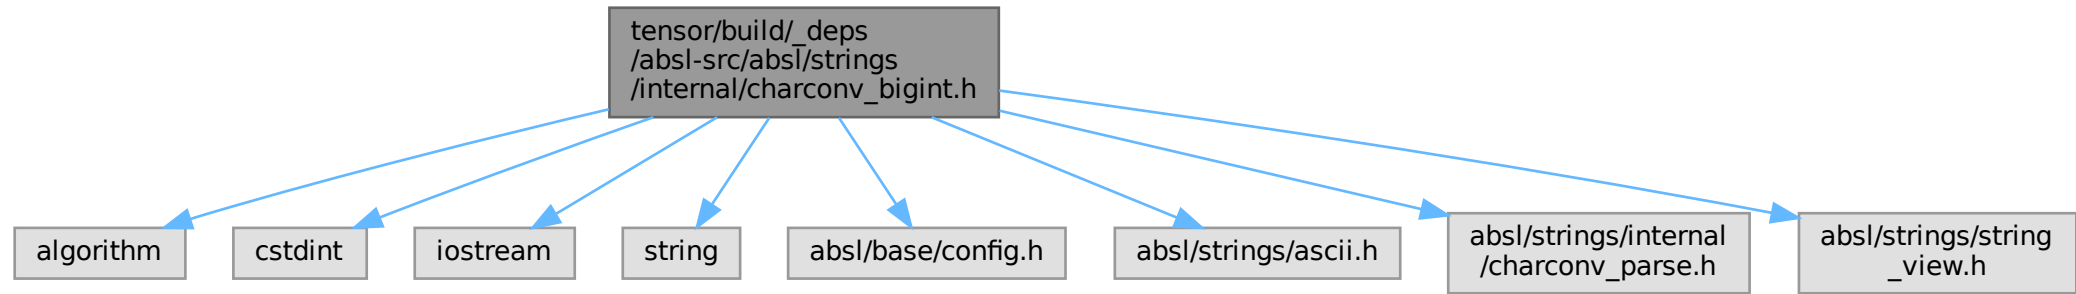 tensor/build/_deps
/absl-src/absl/strings
/internal/charconv_bigint.h
algorithm
cstdint
iostream
string
absl/base/config.h
absl/strings/ascii.h
absl/strings/internal
/charconv_parse.h
absl/strings/string
_view.h